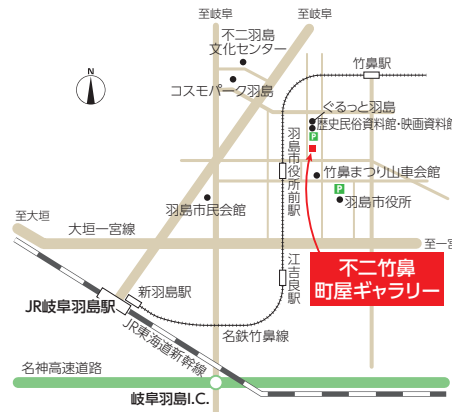 至岐阜
至岐阜
不二羽島
文化センター
竹鼻駅
N
コスモパーク羽島
ぐるっと羽島
歴史民俗資料館・映画資料館
P
羽島市役所前駅
竹鼻まつり山車会館
P
羽島市役所
羽島市民会館
至大垣
大垣一宮線
至一宮
不二竹鼻
町屋ギャラリー
江吉良駅
新羽島駅
JR岐阜羽島駅
JR東海道新幹線
名鉄竹鼻線
名神高速道路
岐阜羽島I.C.